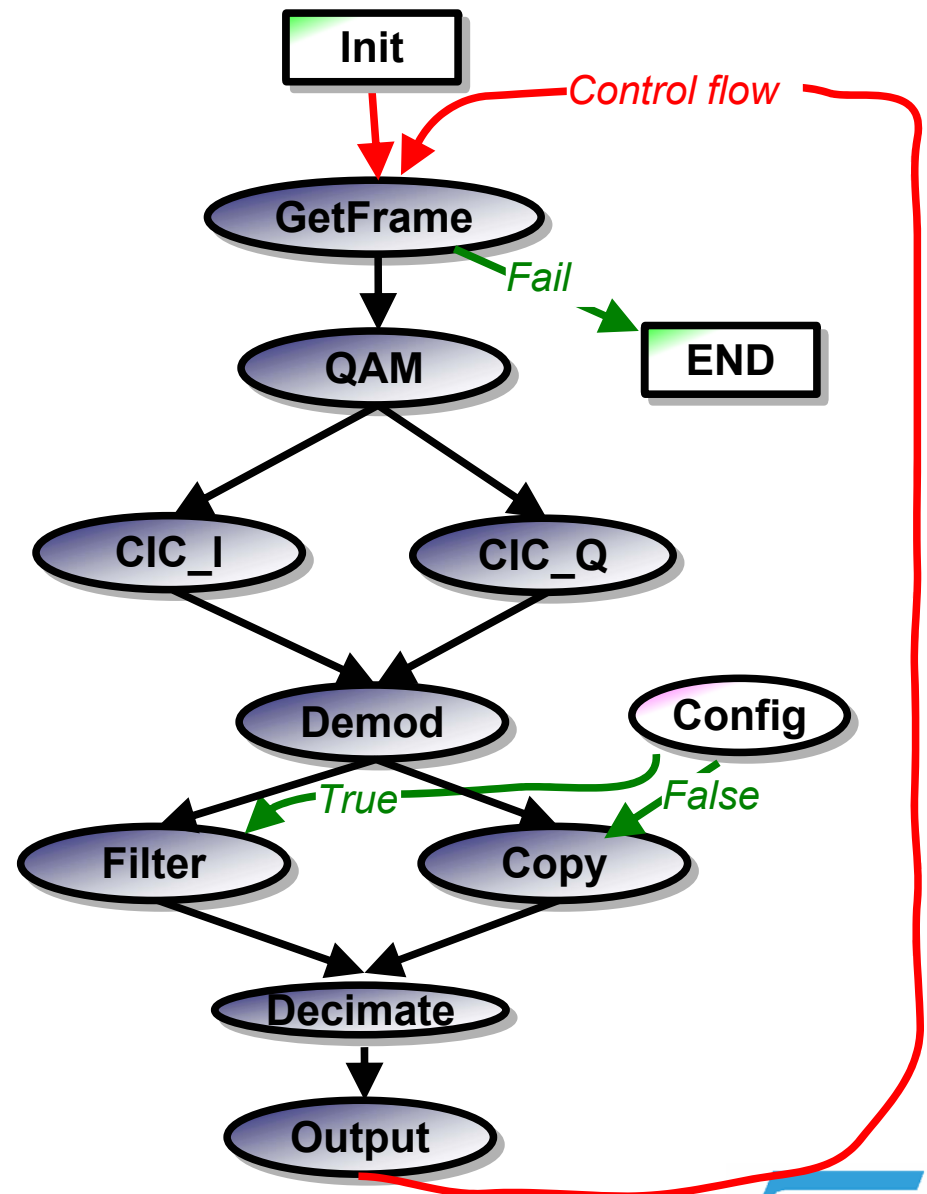 Init
Control flow
GetFrame
Fail
QAM
END
CIC_I
CIC_Q
Demod
Config
True
False
Filter
Copy
Decimate
Output